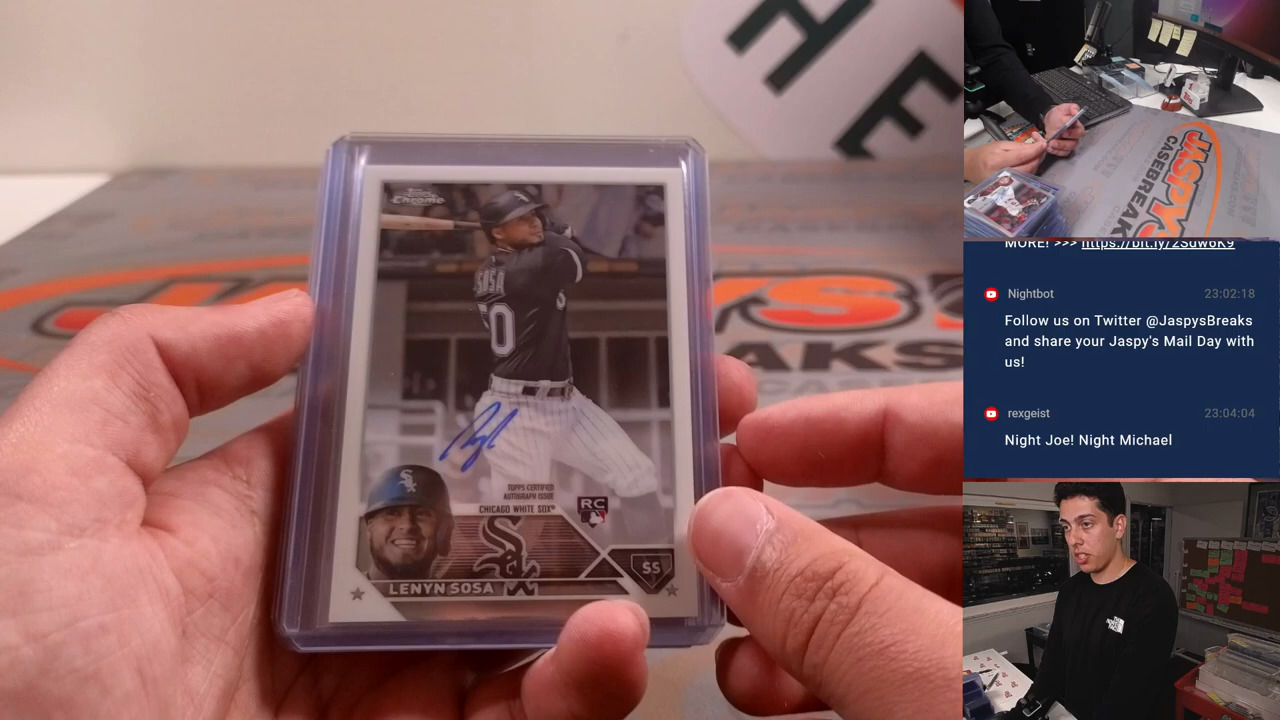 H
E
Topps
Chrome
SOSA
50
TOPPS CERTIFIED
AUTOGRAPH ISSUE
CHICAGO WHITE SOX
RC
SS
LENYN SOSA
JASPYS
CASEBREAKS
MORE! >>> https://bit.ly/2Sdw6K9
Nightbot
23:02:18
Follow us on Twitter @JaspysBreaks
and share your Jaspy's Mail Day with
us!
rexgeist
23:04:04
Night Joe! Night Michael